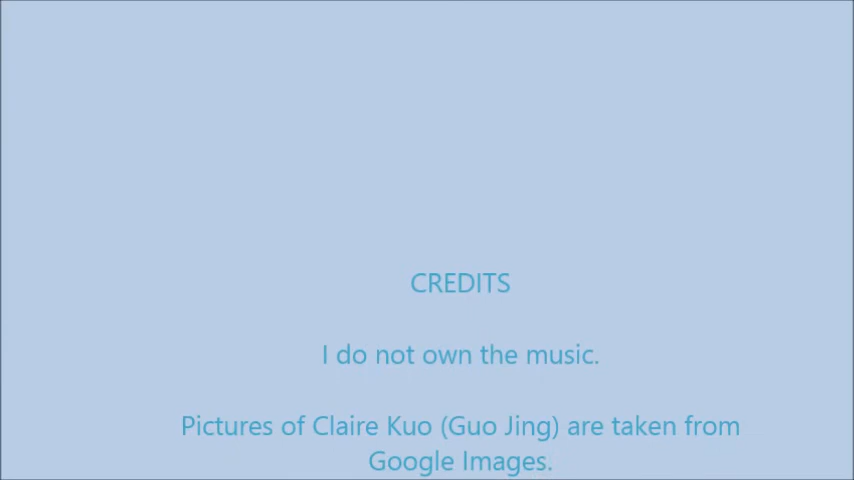 CREDITS
I do not own the music.
Pictures of Claire Kuo (Guo Jing) are taken from
Google Images.